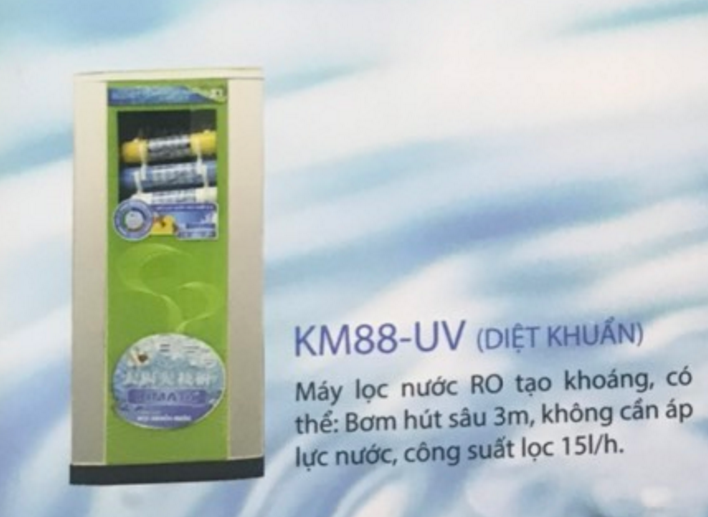 KM88-UV (DIỆT KHUẨN)
Máy lọc nước RO tạo khoáng, có
thể: Bơm hút sâu 3m, không cần áp
lực nước, công suất lọc 15l/h.